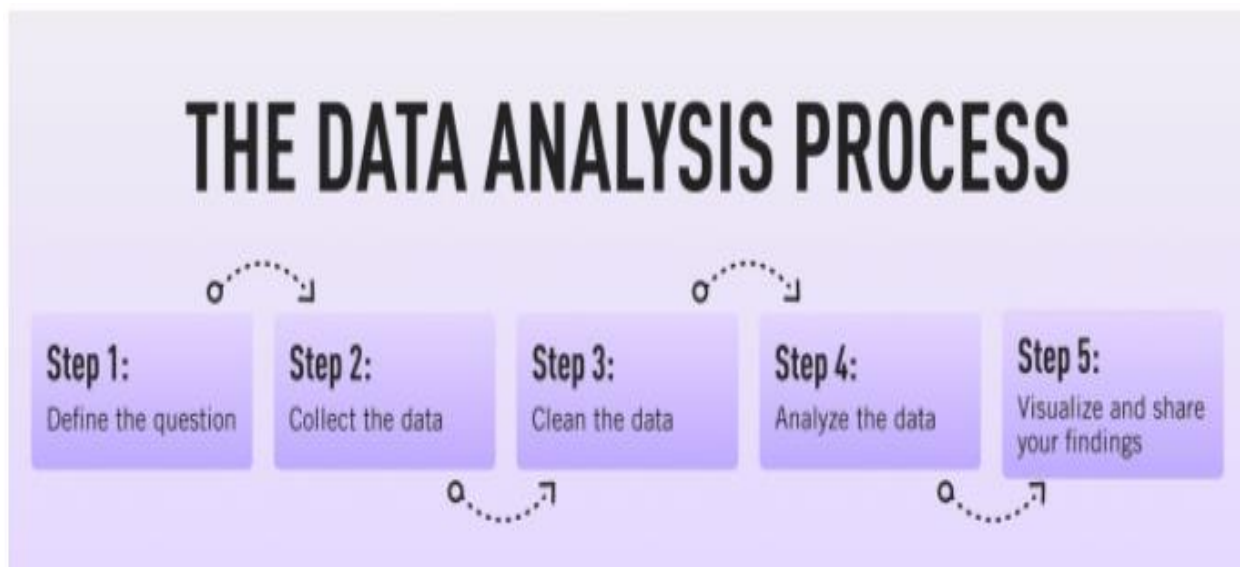 THE DATA ANALYSIS PROCESS
Step 1:
Define the question
Step 2:
Collect the data
Step 3:
Clean the data
Step 4:
Analyze the data
Step 5:
Visualize and share
your findings